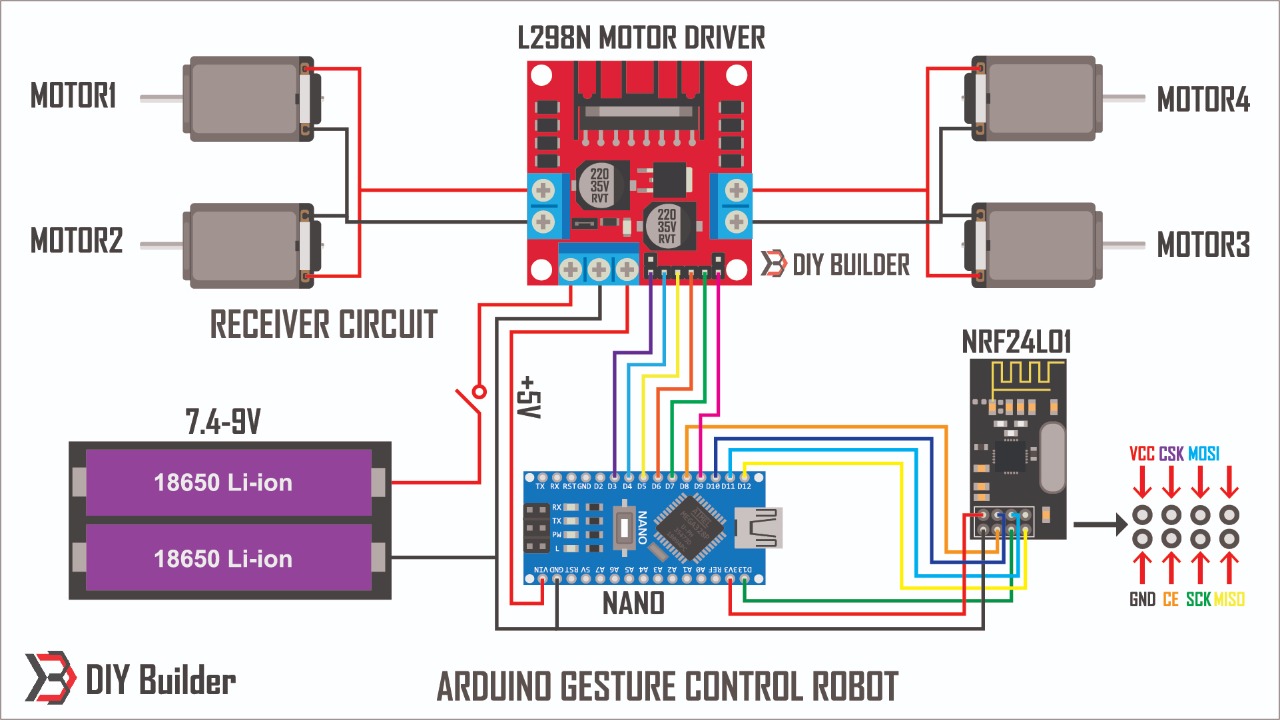 L298N MOTOR DRIVER
MOTOR1
MOTOR4
220
35V
RVT
220
35V
RVT
MOTOR2
MOTOR3
DIY BUILDER
RECEIVER CIRCUIT
NRF24L01
+5V
7.4-9V
18650 Li-ion
18650 Li-ion
TX RX RST GND D2 D3 D4 D5 D6 D7 D8 D9 D10 D11 D12
RX
TX
PW
L
NANO
VIN GND RST 5V A7 A6 A5 A4 A3 A2 A1 A0 REF 3V3 D13
NANO
VCC CSK MOSI
GND CE SCK MISO
DIY Builder
ARDUINO GESTURE CONTROL ROBOT